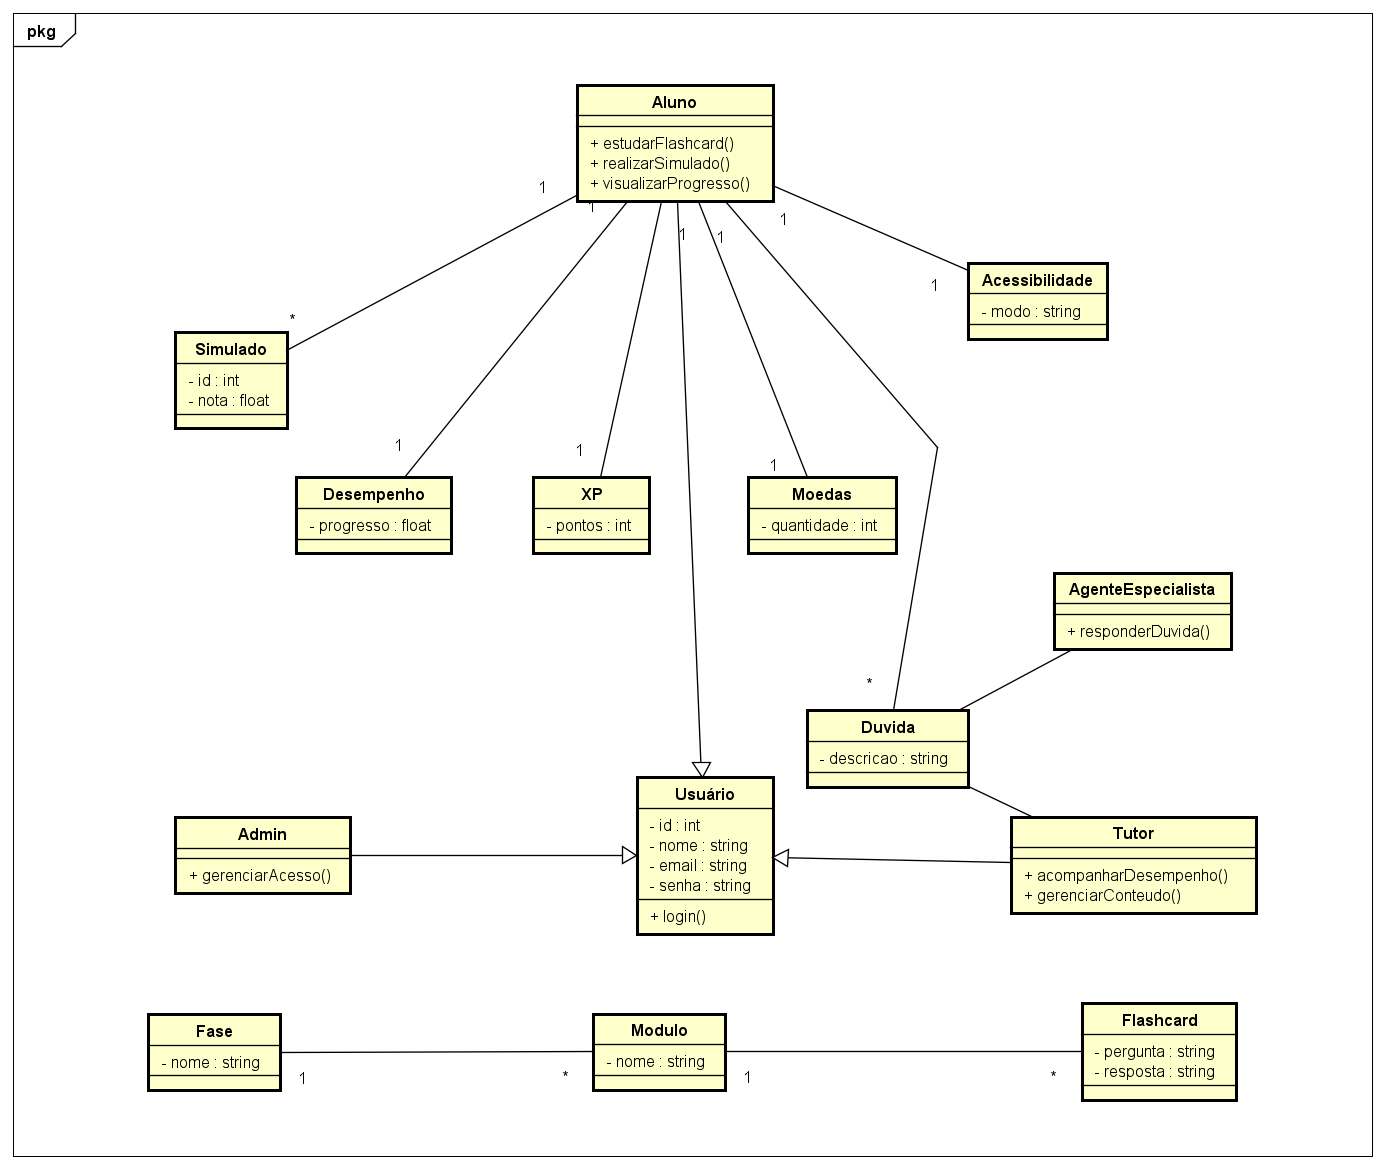 pkg
Aluno
+ estudarFlashcard()
+ realizarSimulado()
+ visualizarProgresso()
1
1
1
1
1
Acessibilidade
- modo : string
1
*
Simulado
- id : int
- nota : float
1
1
1
Desempenho
- progresso : float
XP
- pontos : int
Moedas
- quantidade : int
AgenteEspecialista
+ responderDuvida()
*
Duvida
- descricao : string
Usuário
- id : int
- nome : string
- email : string
- senha : string
+ login()
Admin
+ gerenciarAcesso()
Tutor
+ acompanharDesempenho()
+ gerenciarConteudo()
Fase
- nome : string
1
*
Modulo
- nome : string
1
*
Flashcard
- pergunta : string
- resposta : string